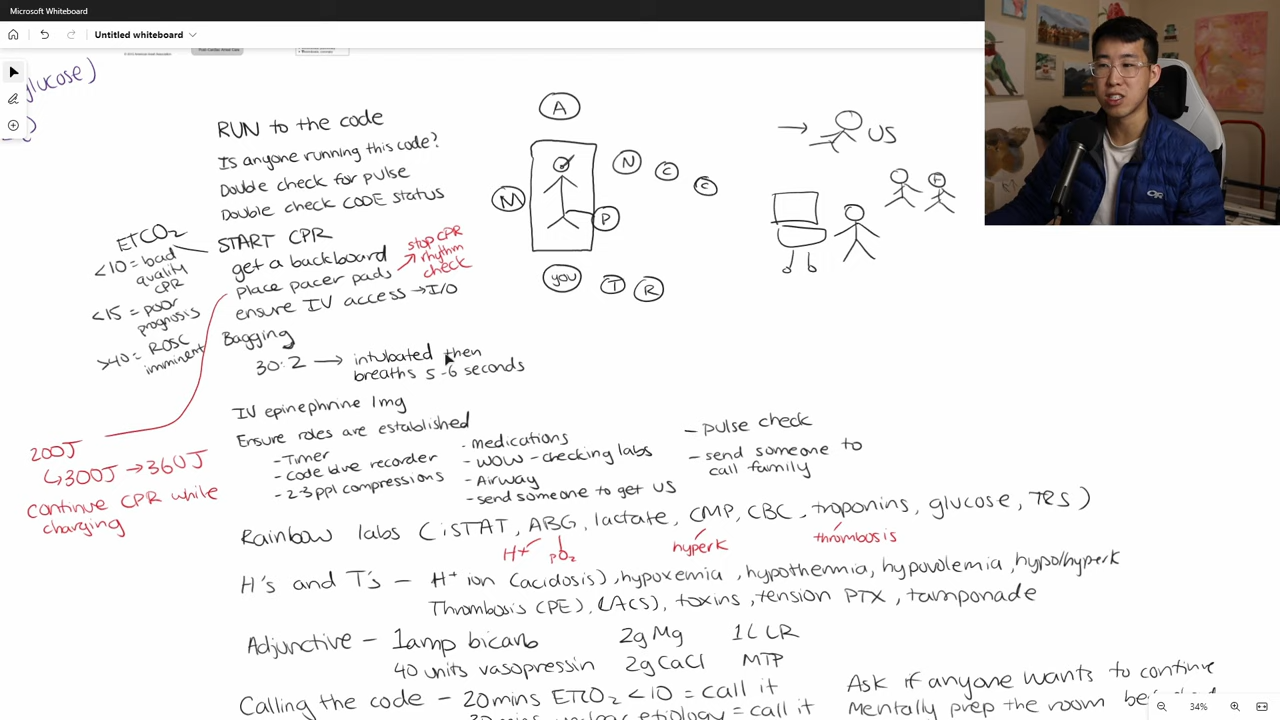 Microsoft Whiteboard
Untitled whiteboard
glucose)
RUN to the code
Is anyone running this code?
Double check for pulse
Double check CODE status
START CPR
get a backboard
Place pacer pads
stop CPR
rhythm
check
ensure IV access → I/O
ETCO2
<10 = bad
quality
CPR
<15 = poor
prognosis
>40 = ROSC
imminent
Bagging
30:2 → intubated then
breaths 5-6 seconds
IV epinephrine 1mg
Ensure roles are established
- Timer
- code blue recorder
- 2-3 ppl compressions
- Medications
- WOW - checking labs
- Airway
- send someone to get US
- pulse check
- send someone to
call family
200J
↳300J → 360J
continue CPR while
charging
A
M
N
C
C
P
you
T
R
→ US
F
Rainbow labs (iSTAT, ABG, lactate, CMP, CBC, troponins, glucose, TEG)
H+
pO2
hyperk
thrombosis
H's and T's - H+ ion (acidosis), hypoxemia, hypothermia, hypovolemia, hypo/hyperk
Thrombosis (PE), (ACS), toxins, tension PTX, tamponade
Adjunctive - 1amp bicarb 2g Mg 1L LR
40 units vasopressin 2g CaCl MTP
Calling the code - 20mins ETCO2 <10 = call it
Ask if anyone wants to continue
Mentally prep the room
= call it
34%